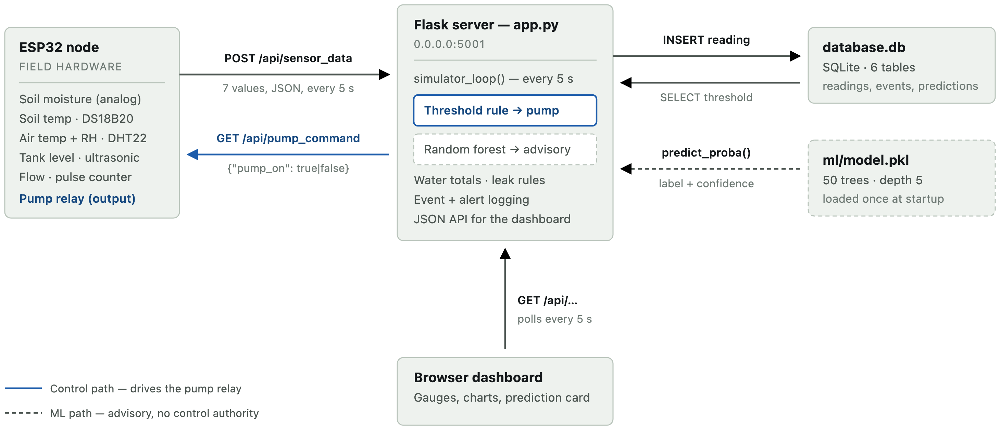 ESP32 node
FIELD HARDWARE
Soil moisture (analog)
Soil temp · DS18B20
Air temp + RH · DHT22
Tank level · ultrasonic
Flow · pulse counter
Pump relay (output)
POST /api/sensor_data
7 values, JSON, every 5 s
GET /api/pump_command
{"pump_on": true|false}
Flask server — app.py
0.0.0.0:5001
simulator_loop() — every 5 s
Threshold rule → pump
Random forest → advisory
Water totals · leak rules
Event + alert logging
JSON API for the dashboard
INSERT reading
SELECT threshold
predict_proba()
label + confidence
database.db
SQLite · 6 tables
readings, events, predictions
ml/model.pkl
50 trees · depth 5
loaded once at startup
GET /api/...
polls every 5 s
Browser dashboard
Gauges, charts, prediction card
Control path — drives the pump relay
ML path — advisory, no control authority